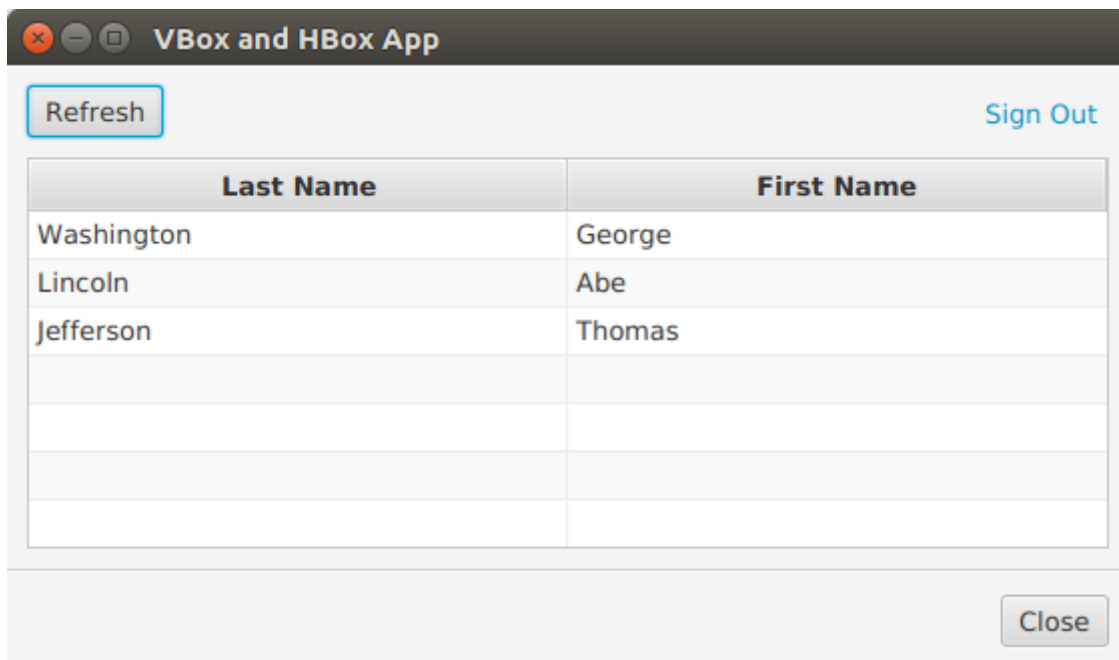 VBox and HBox App
Refresh Sign Out
Last Name First Name
Washington George
Lincoln Abe
Jefferson Thomas
Close